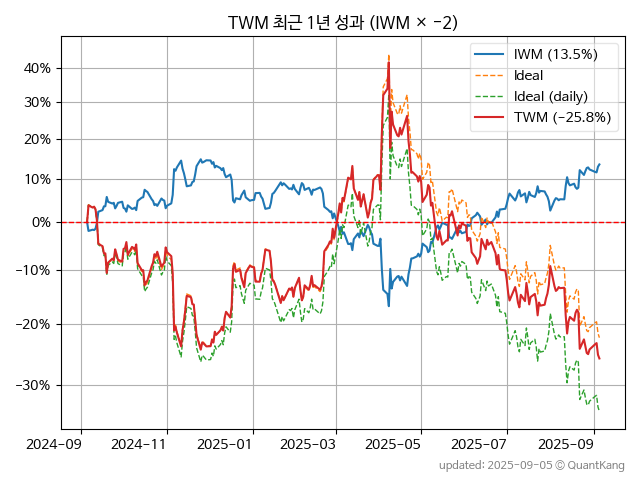 TWM 최근 1년 성과 (IWM × −2)
IWM (13.5%)
Ideal
Ideal (daily)
TWM (−25.8%)
40%
30%
20%
10%
0%
−10%
−20%
−30%
2024−09
2024−11
2025−01
2025−03
2025−05
2025−07
2025−09
updated: 2025−09−05 © QuantKang